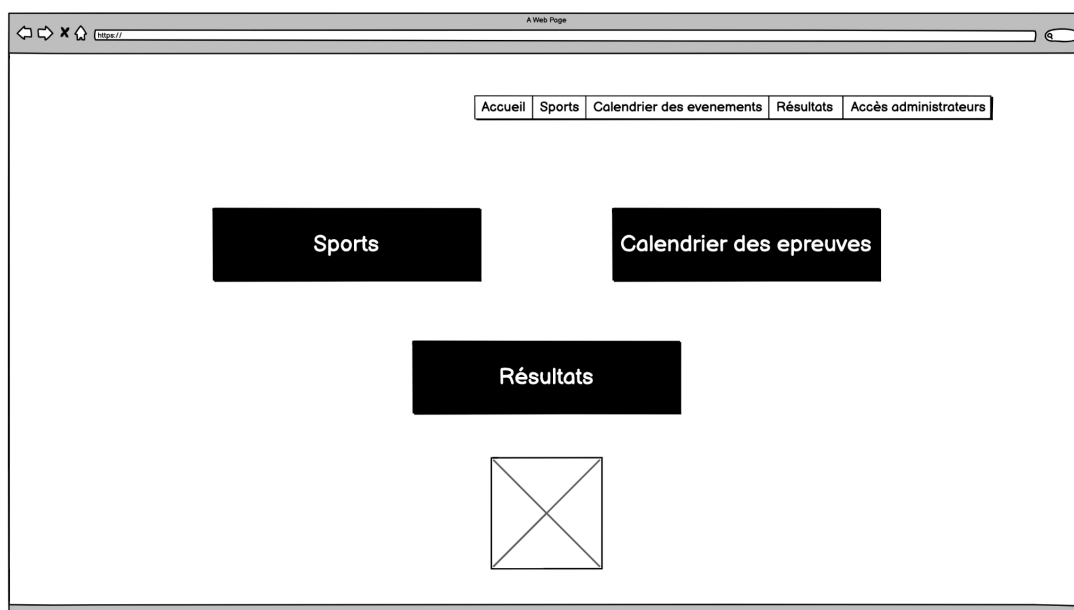 A Web Page
https://
Accueil Sports Calendrier des evenements Résultats Accès administrateurs
Sports
Calendrier des epreuves
Résultats